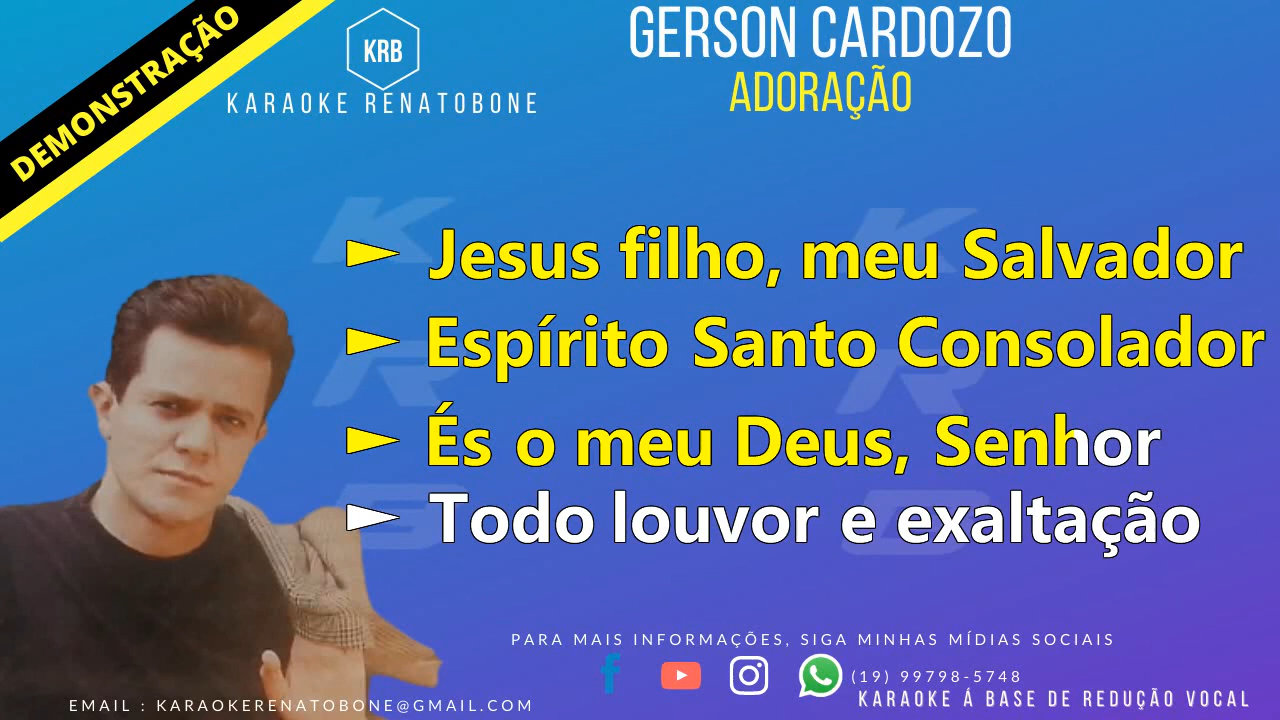 DEMONSTRAÇÃO
KRB
KARAOKE RENATOBONE
GERSON CARDOZO
ADORAÇÃO
KRB
KRB
Jesus filho, meu Salvador
Espírito Santo Consolador
És o meu Deus, Senhor
Todo louvor e exaltação
PARA MAIS INFORMAÇÕES, SIGA MINHAS MÍDIAS SOCIAIS
(19) 99798-5748
KARAOKE Á BASE DE REDUÇÃO VOCAL
EMAIL : KARAOKERENATOBONE@GMAIL.COM